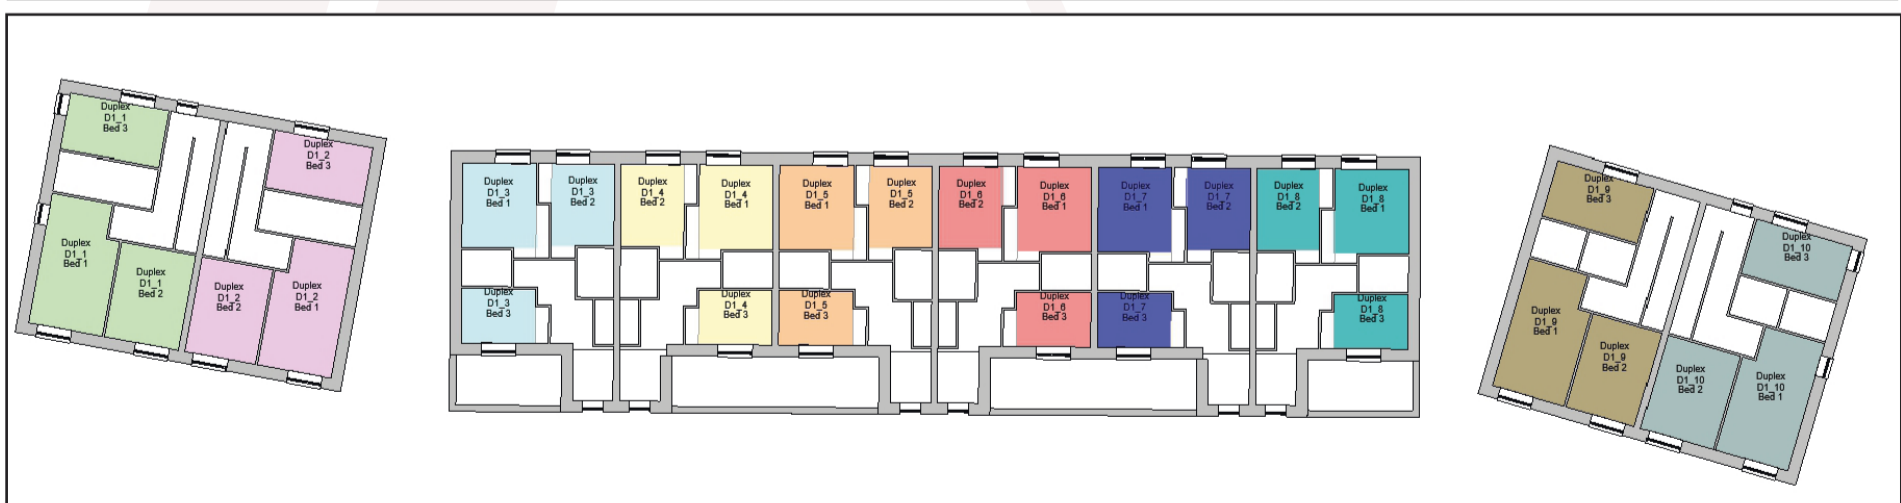 Duplex
D1_1
Bed 3
Duplex
D1_2
Bed 3
Duplex
D1_1
Bed 1
Duplex
D1_1
Bed 2
Duplex
D1_2
Bed 2
Duplex
D1_2
Bed 1
Duplex
D1_3
Bed 1
Duplex
D1_3
Bed 2
Duplex
D1_4
Bed 2
Duplex
D1_4
Bed 1
Duplex
D1_5
Bed 1
Duplex
D1_5
Bed 2
Duplex
D1_6
Bed 2
Duplex
D1_6
Bed 1
Duplex
D1_7
Bed 1
Duplex
D1_7
Bed 2
Duplex
D1_8
Bed 2
Duplex
D1_8
Bed 1
Duplex
D1_3
Bed 3
Duplex
D1_4
Bed 3
Duplex
D1_5
Bed 3
Duplex
D1_6
Bed 3
Duplex
D1_7
Bed 3
Duplex
D1_8
Bed 3
Duplex
D1_9
Bed 3
Duplex
D1_10
Bed 3
Duplex
D1_9
Bed 1
Duplex
D1_9
Bed 2
Duplex
D1_10
Bed 2
Duplex
D1_10
Bed 1